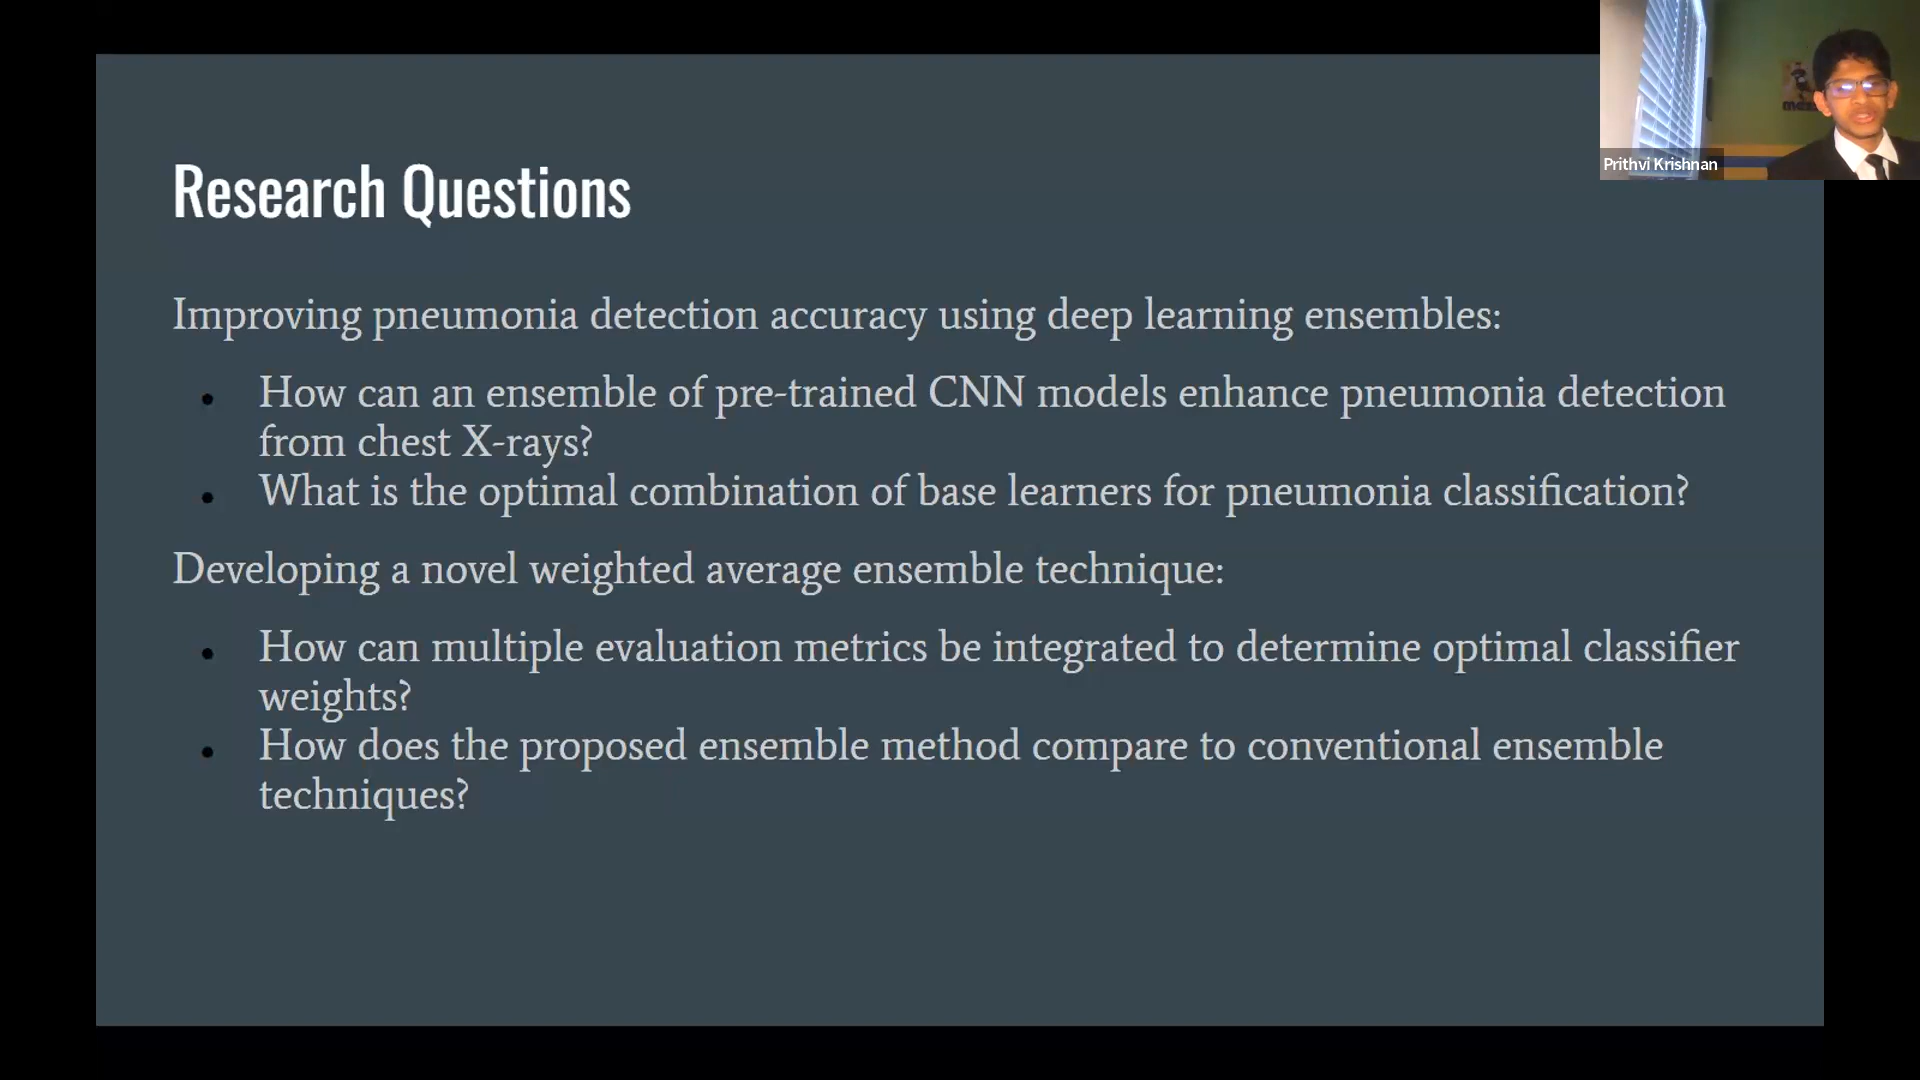 Prithvi Krishnan
Research Questions
Improving pneumonia detection accuracy using deep learning ensembles:
• How can an ensemble of pre-trained CNN models enhance pneumonia detection
from chest X-rays?
• What is the optimal combination of base learners for pneumonia classification?
Developing a novel weighted average ensemble technique:
• How can multiple evaluation metrics be integrated to determine optimal classifier
weights?
• How does the proposed ensemble method compare to conventional ensemble
techniques?